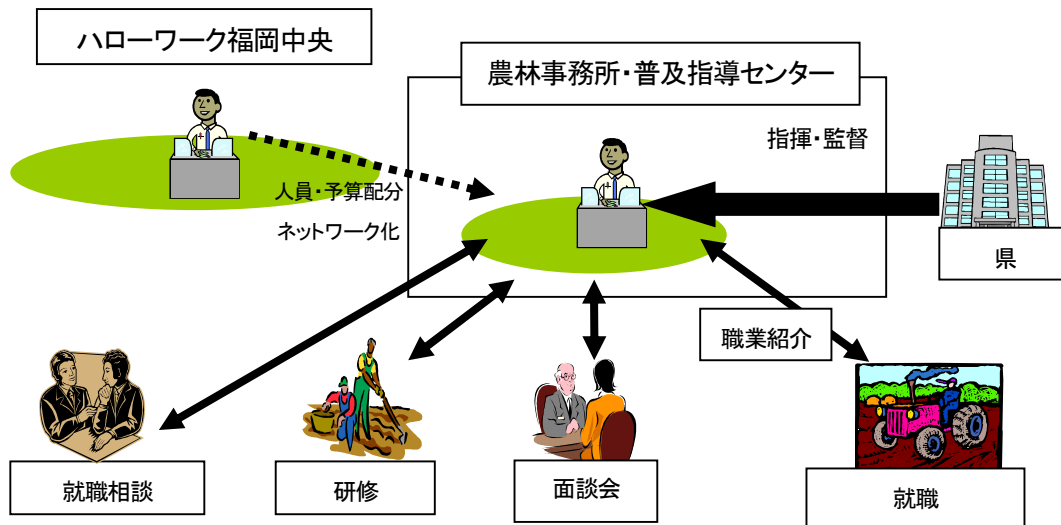 ハローワーク福岡中央
農林事務所・普及指導センター
指揮・監督
人員・予算配分
ネットワーク化
県
職業紹介
就職相談
研修
面談会
就職